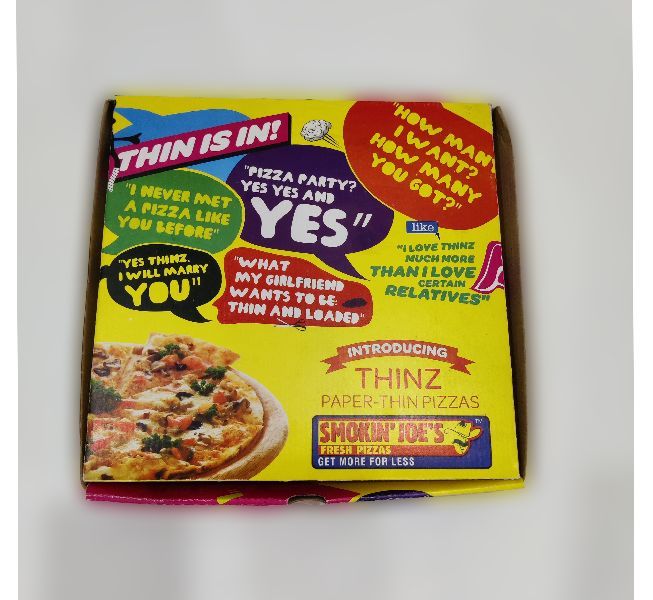 THIN IS IN!
"HOW MANY
I WANT?
HOW MANY
YOU GOT?"
"PIZZA PARTY?
YES YES AND
YES"
"I NEVER MET
A PIZZA LIKE
YOU BEFORE"
like
"I LOVE THINZ
MUCH MORE
THAN I LOVE
CERTAIN
RELATIVES"
"YES THINZ.
I WILL MARRY
YOU"
"WHAT
MY GIRLFRIEND
WANTS TO BE:
THIN AND LOADED"
INTRODUCING
THINZ
PAPER-THIN PIZZAS
SMOKIN' JOE'S
TM
FRESH PIZZAS
GET MORE FOR LESS